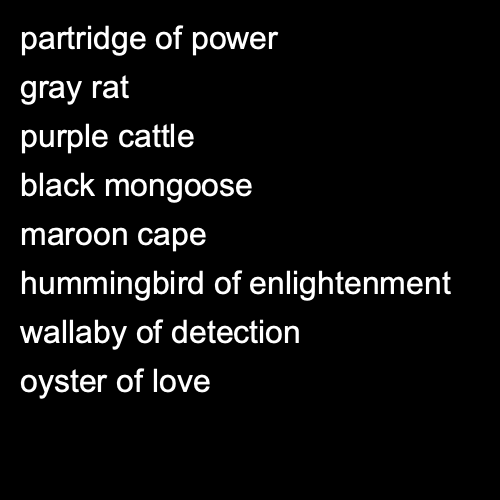 partridge of power
gray rat
purple cattle
black mongoose
maroon cape
hummingbird of enlightenment
wallaby of detection
oyster of love